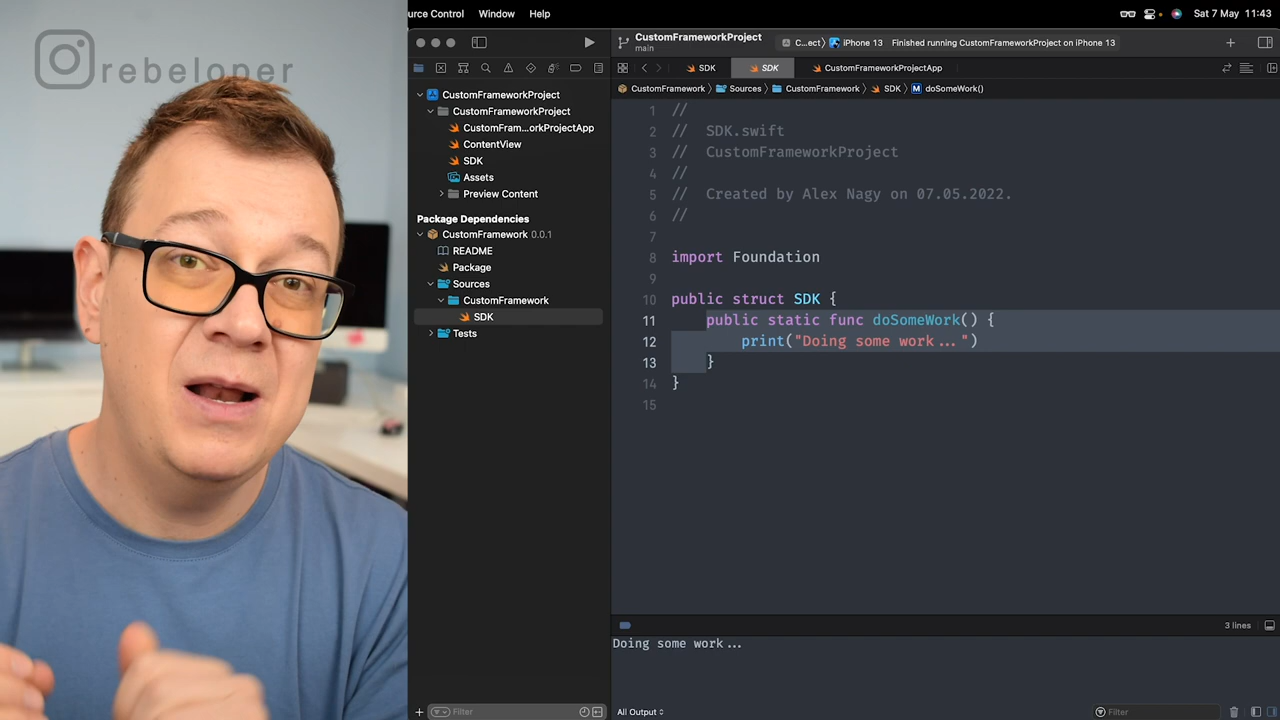 rebeloper
urce Control Window Help
Sat 7 May 11:43
CustomFrameworkProject
main
C...ect) iPhone 13 Finished running CustomFrameworkProject on iPhone 13
SDK
SDK
CustomFrameworkProjectApp
CustomFramework Sources CustomFramework SDK M doSomeWork()
CustomFrameworkProject
CustomFrameworkProject
CustomFram...orkProjectApp
ContentView
SDK
Assets
Preview Content
Package Dependencies
CustomFramework 0.0.1
README
Package
Sources
CustomFramework
SDK
Tests
1 //
2 // SDK.swift
3 // CustomFrameworkProject
4 //
5 // Created by Alex Nagy on 07.05.2022.
6 //
7
8 import Foundation
9
10 public struct SDK {
11 public static func doSomeWork() {
12 print("Doing some work...")
13 }
14 }
15
3 lines
Doing some work...
Filter
All Output
Filter